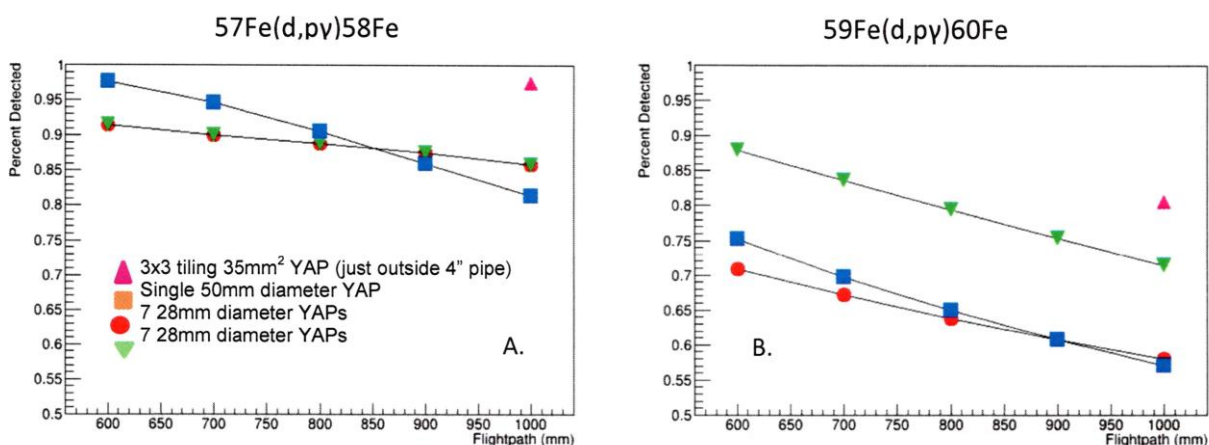 57Fe(d,pγ)58Fe
Percent Detected
1
0.95
0.9
0.85
0.8
0.75
0.7
0.65
0.6
0.55
0.5
3x3 tiling 35mm² YAP (just outside 4" pipe)
Single 50mm diameter YAP
7 28mm diameter YAPs
7 28mm diameter YAPs
A.
600 650 700 750 800 850 900 950 1000
Flightpath (mm)
59Fe(d,pγ)60Fe
Percent Detected
1
0.95
0.9
0.85
0.8
0.75
0.7
0.65
0.6
0.55
0.5
B.
600 650 700 750 800 850 900 950 1000
Flightpath (mm)